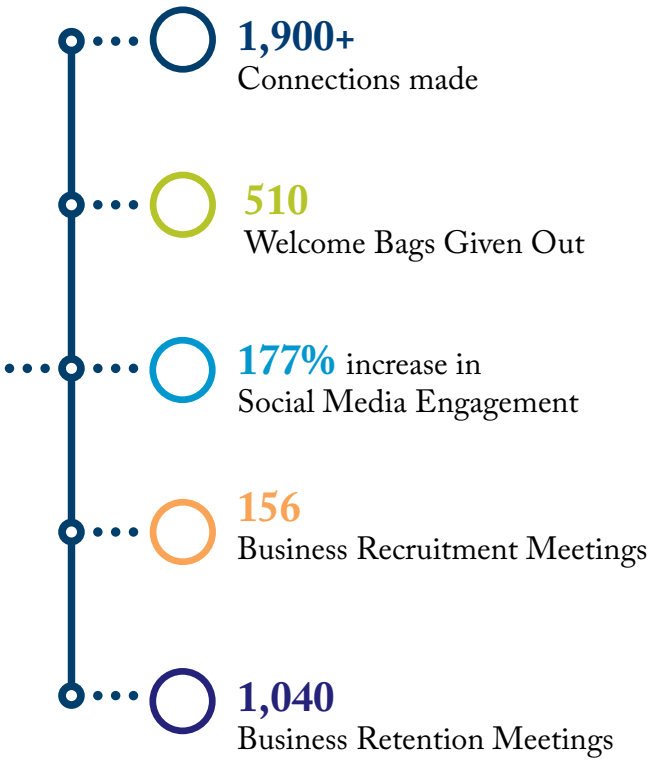 1,900+
Connections made
510
Welcome Bags Given Out
177% increase in
Social Media Engagement
156
Business Recruitment Meetings
1,040
Business Retention Meetings